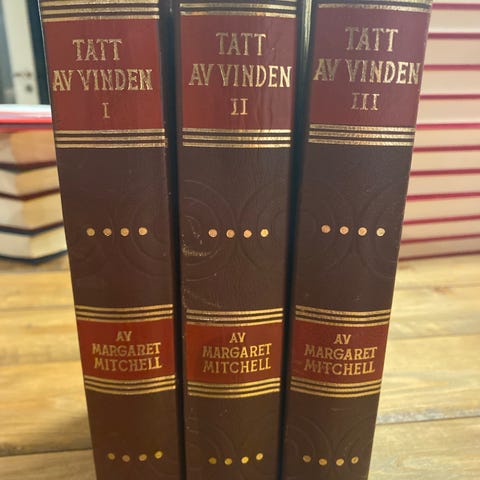 TATT
AV VINDEN
I
AV
MARGARET
MITCHELL
TATT
AV VINDEN
II
AV
MARGARET
MITCHELL
TATT
AV VINDEN
III
AV
MARGARET
MITCHELL